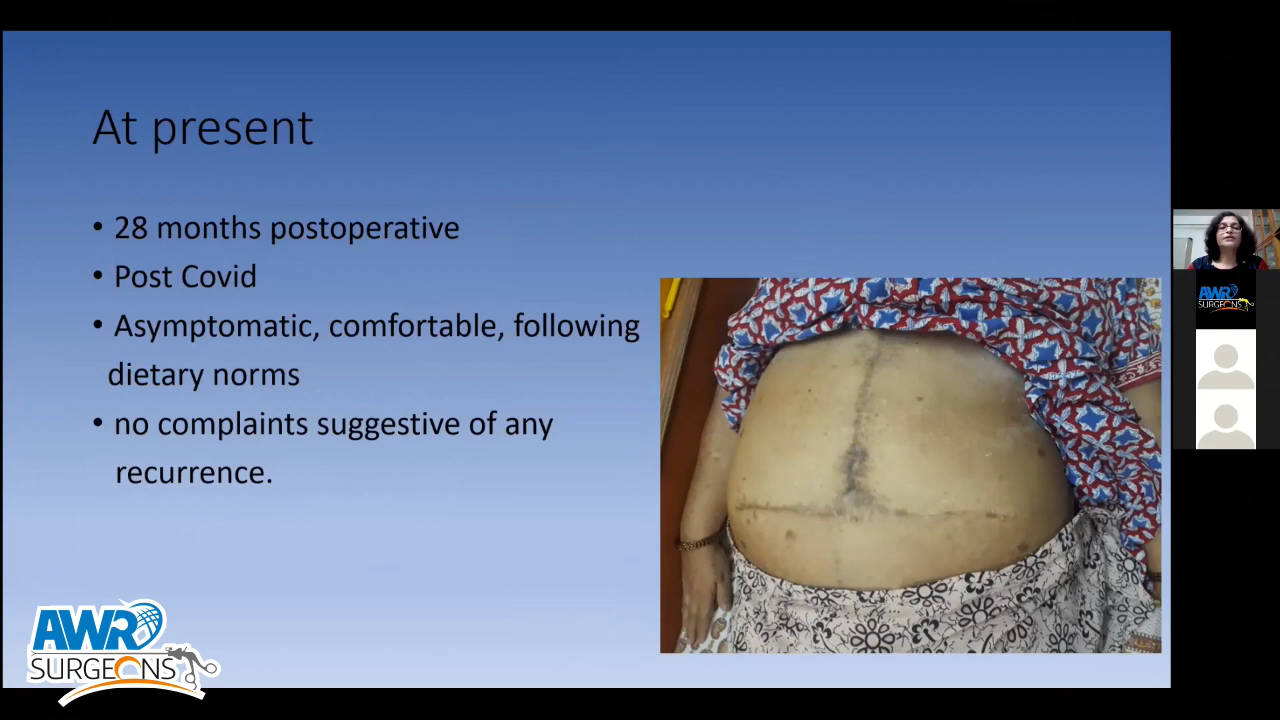 At present
• 28 months postoperative
• Post Covid
• Asymptomatic, comfortable, following
dietary norms
• no complaints suggestive of any
recurrence.
AWR
SURGEONS
AWR
SURGEONS